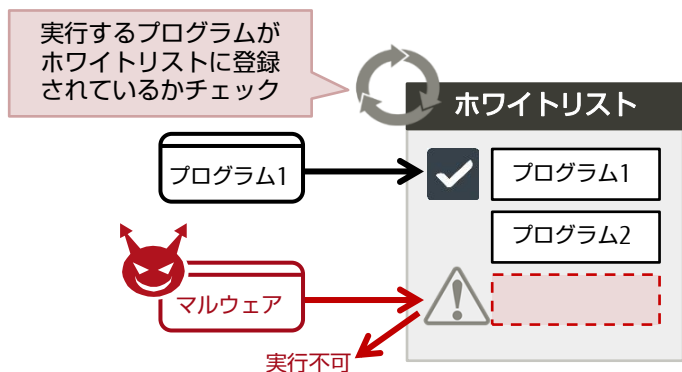 実行するプログラムが
ホワイトリストに登録
されているかチェック
ホワイトリスト
プログラム1
プログラム1
プログラム2
マルウェア
実行不可